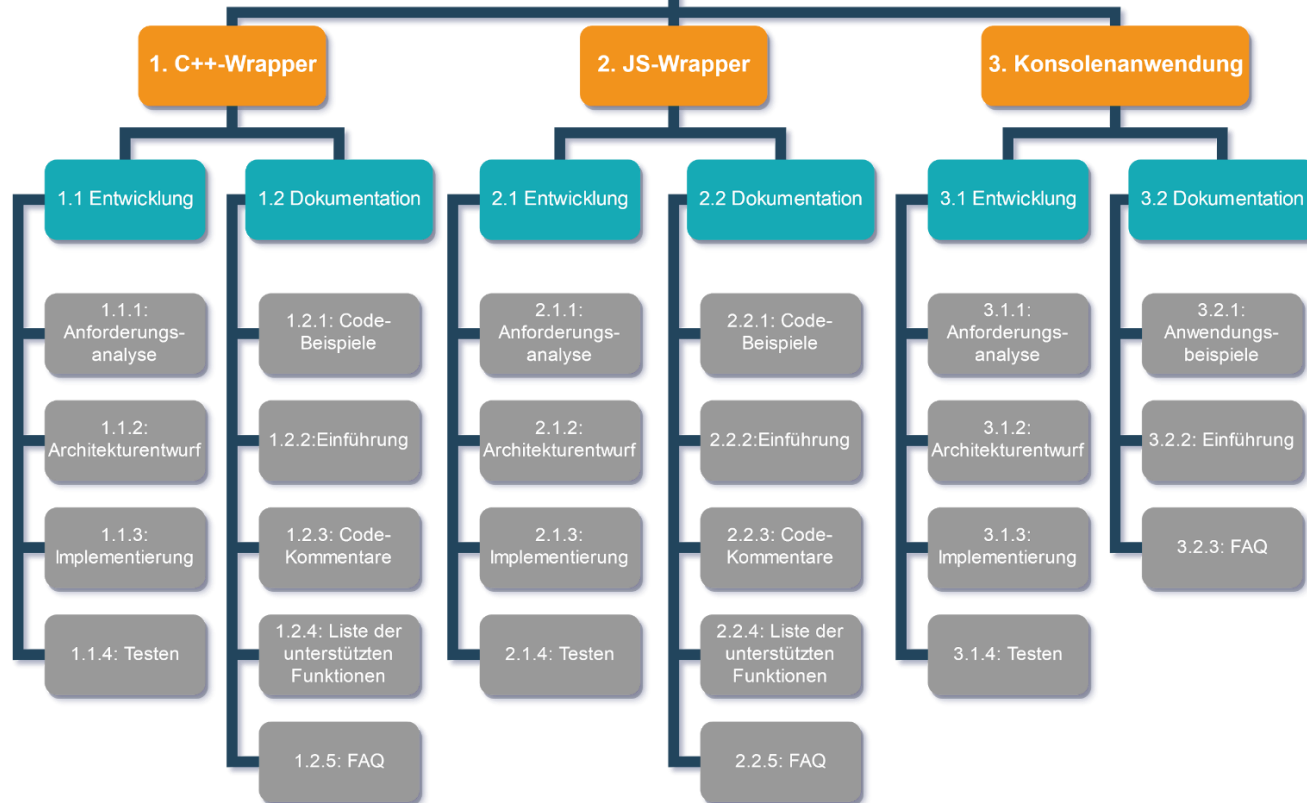 1. C++-Wrapper
2. JS-Wrapper
3. Konsolenanwendung
1.1 Entwicklung
1.2 Dokumentation
2.1 Entwicklung
2.2 Dokumentation
3.1 Entwicklung
3.2 Dokumentation
1.1.1:
Anforderungs-
analyse
1.2.1: Code-
Beispiele
2.1.1:
Anforderungs-
analyse
2.2.1: Code-
Beispiele
3.1.1:
Anforderungs-
analyse
3.2.1:
Anwendungs-
beispiele
1.1.2:
Architekturentwurf
1.2.2:Einführung
2.1.2:
Architekturentwurf
2.2.2:Einführung
3.1.2:
Architekturentwurf
3.2.2: Einführung
1.1.3:
Implementierung
1.2.3: Code-
Kommentare
2.1.3:
Implementierung
2.2.3: Code-
Kommentare
3.1.3:
Implementierung
3.2.3: FAQ
1.1.4: Testen
1.2.4: Liste der
unterstützten
Funktionen
2.1.4: Testen
2.2.4: Liste der
unterstützten
Funktionen
3.1.4: Testen
1.2.5: FAQ
2.2.5: FAQ